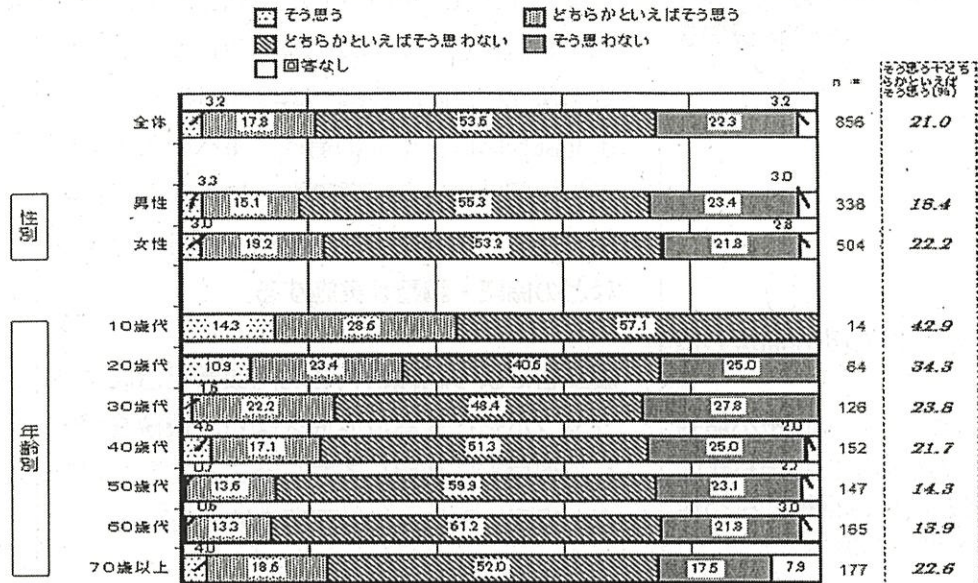 そう思う どちらかといえばそう思う
どちらかといえばそう思わない そう思わない
回答なし
n = そう思う+どちらかといえばそう思う(%)
3.2 3.2
全体 17.8 53.5 22.3 856 21.0
3.3 3.0
男性 15.1 55.3 23.4 338 18.4
3.0 2.8
女性 19.2 53.2 21.8 504 22.2
性別
10歳代 14.3 28.6 57.1 14 42.9
20歳代 10.9 23.4 40.6 25.0 64 34.3
1.6
30歳代 22.2 48.4 27.8 126 23.8
4.6 2.0
40歳代 17.1 51.3 25.0 152 21.7
0.7 2.7
50歳代 13.6 59.9 23.1 147 14.3
0.6 3.0
60歳代 13.3 61.2 21.8 165 13.9
4.0
70歳以上 18.6 52.0 17.5 7.9 177 22.6
年齢別